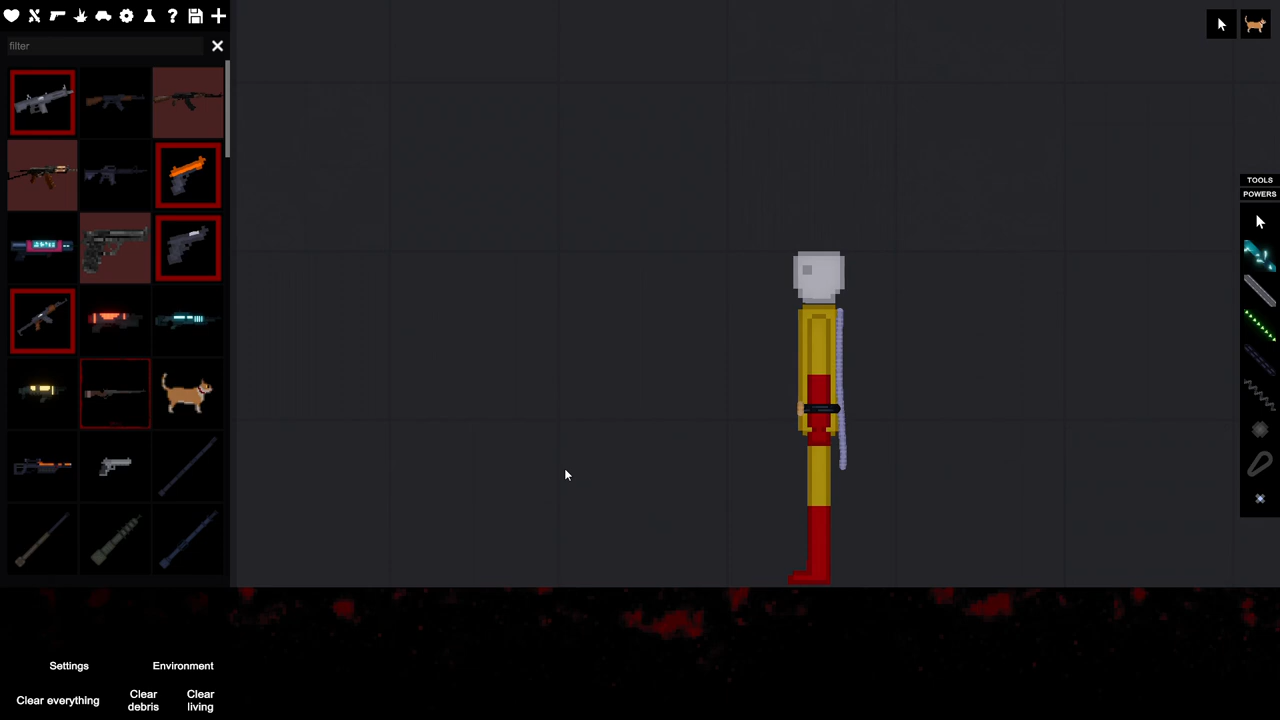 filter
TOOLS
POWERS
Settings
Environment
Clear everything
Clear
debris
Clear
living